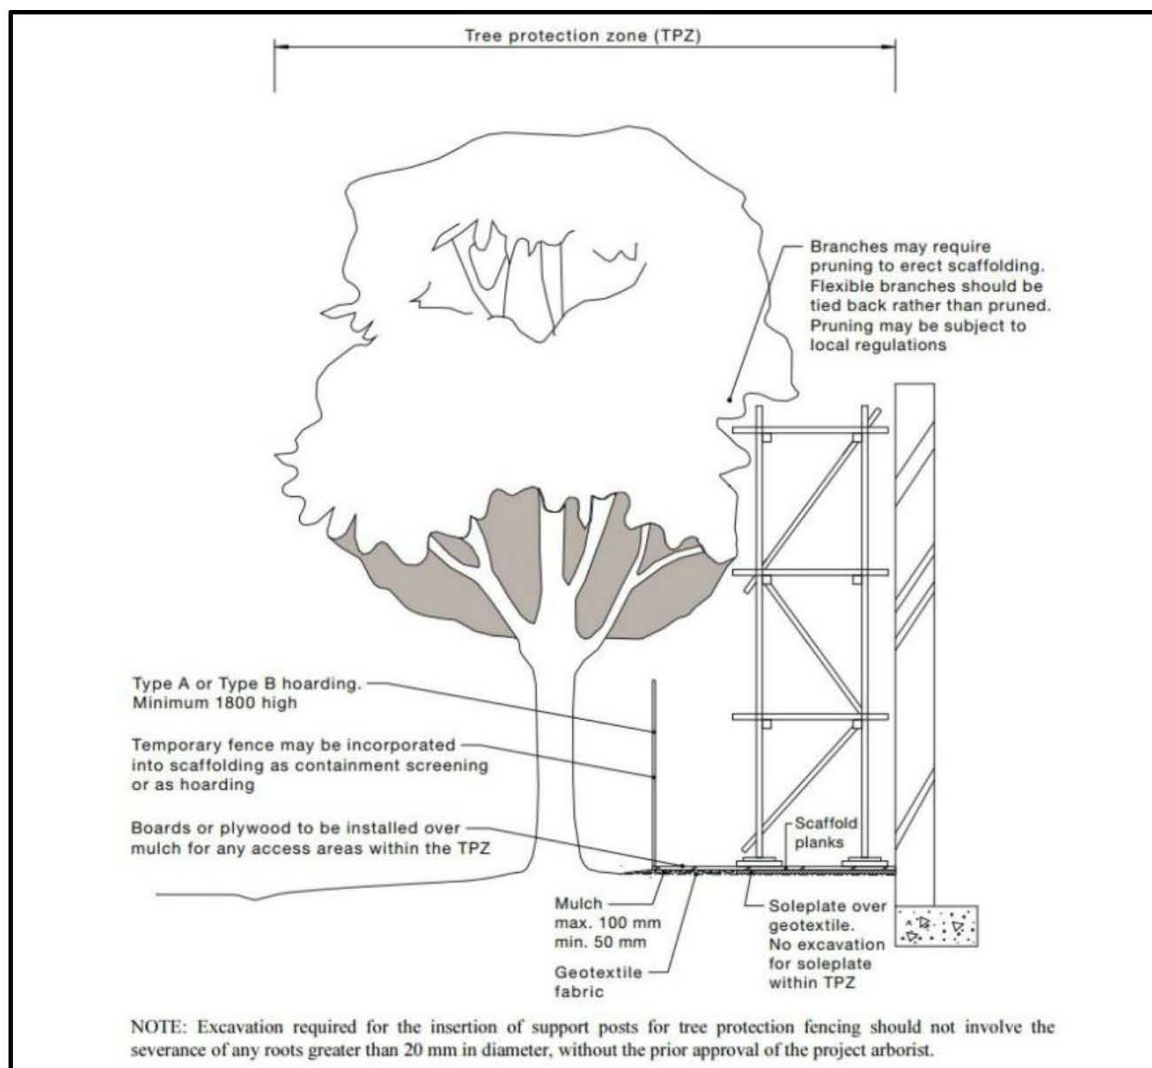 Tree protection zone (TPZ)
Branches may require
pruning to erect scaffolding.
Flexible branches should be
tied back rather than pruned.
Pruning may be subject to
local regulations
Type A or Type B hoarding.
Minimum 1800 high
Temporary fence may be incorporated
into scaffolding as containment screening
or as hoarding
Boards or plywood to be installed over
mulch for any access areas within the TPZ
Scaffold
planks
Mulch
max. 100 mm
min. 50 mm
Geotextile
fabric
Soleplate over
geotextile.
No excavation
for soleplate
within TPZ
NOTE: Excavation required for the insertion of support posts for tree protection fencing should not involve the
severance of any roots greater than 20 mm in diameter, without the prior approval of the project arborist.